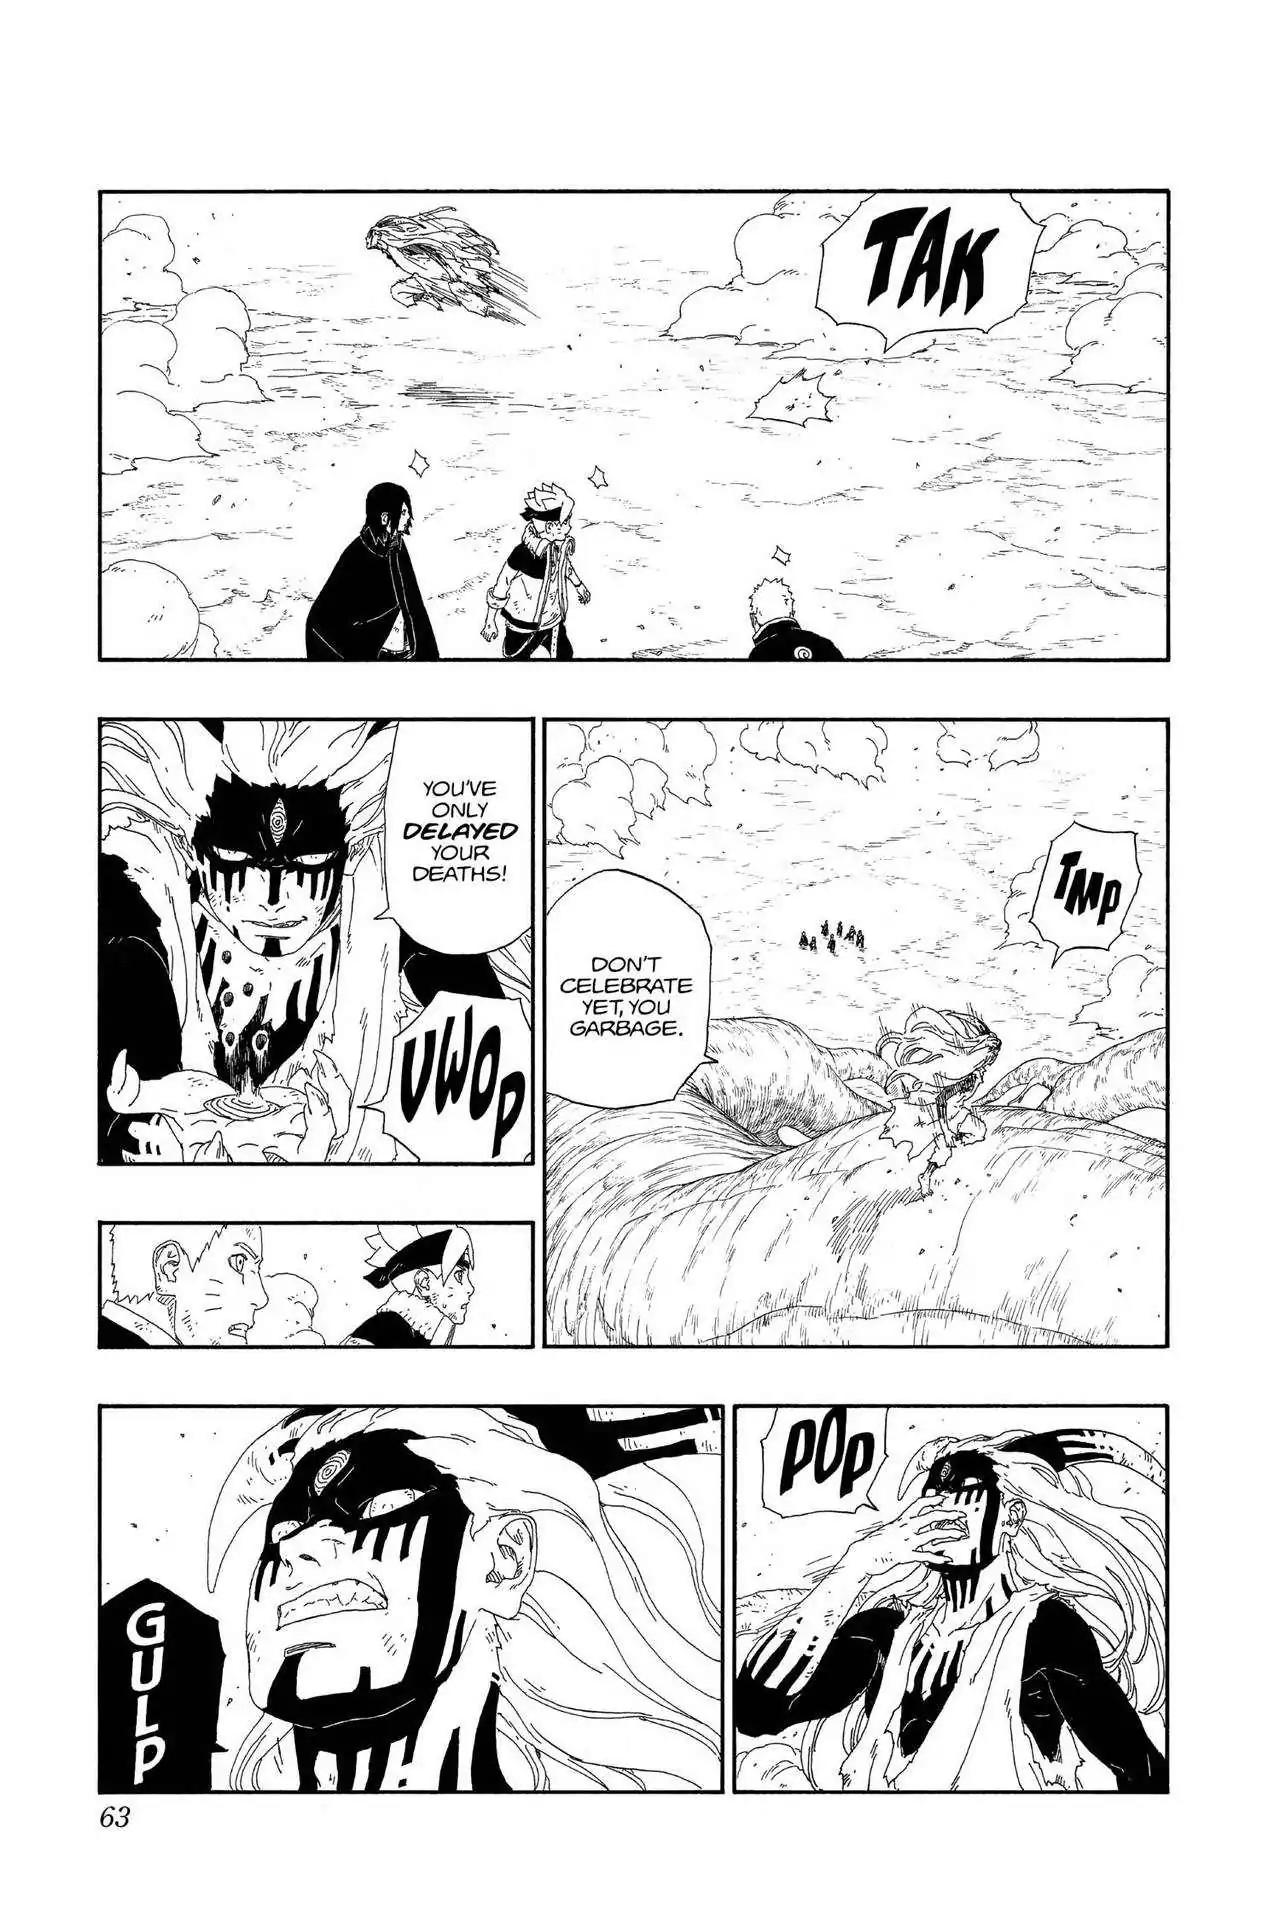 TAK
TMP
DON'T
CELEBRATE
YET, YOU
GARBAGE.
YOU'VE
ONLY
DELAYED
YOUR
DEATHS!
UWOP
POP
GULP
63